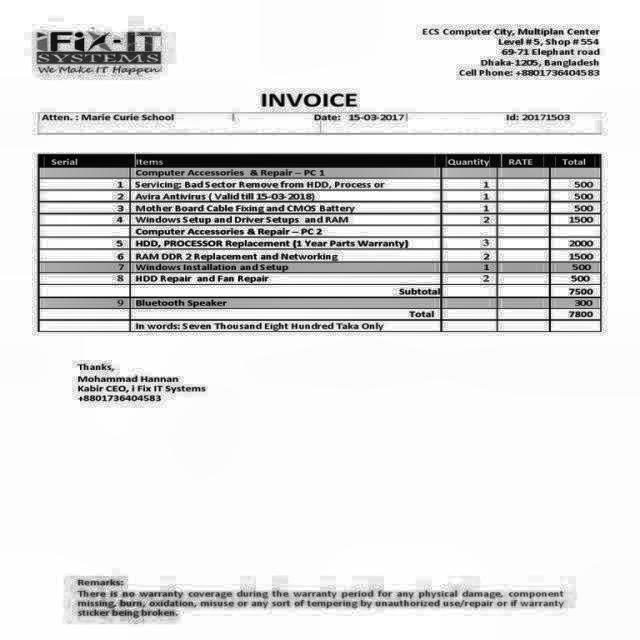 iFix-IT
SYSTEMS
We Make IT Happen
ECS Computer City, Multiplan Center
Level # 5, Shop # 554
69-71 Elephant road
Dhaka-1205, Bangladesh
Cell Phone: +8801736404583
INVOICE
Atten. : Marie Curie School Date: 15-03-2017 Id: 20171503
Serial Items Quantity RATE Total
Computer Accessories & Repair – PC 1
1 Servicing: Bad Sector Remove from HDD, Process or 1 500
2 Avira Antivirus ( Valid till 15-03-2018) 1 500
3 Mother Board Cable Fixing and CMOS Battery 1 500
4 Windows Setup and Driver Setups and RAM 2 1500
Computer Accessories & Repair – PC 2
5 HDD, PROCESSOR Replacement (1 Year Parts Warranty) 3 2000
6 RAM DDR 2 Replacement and Networking 2 1500
7 Windows Installation and Setup 1 500
8 HDD Repair and Fan Repair 2 500
Subtotal 7500
9 Bluetooth Speaker 300
Total 7800
In words: Seven Thousand Eight Hundred Taka Only
Thanks,
Mohammad Hannan
Kabir CEO, i Fix IT Systems
+8801736404583
Remarks:
There is no warranty coverage during the warranty period for any physical damage, component
missing, burn, oxidation, misuse or any sort of tempering by unauthorized use/repair or if warranty
sticker being broken.